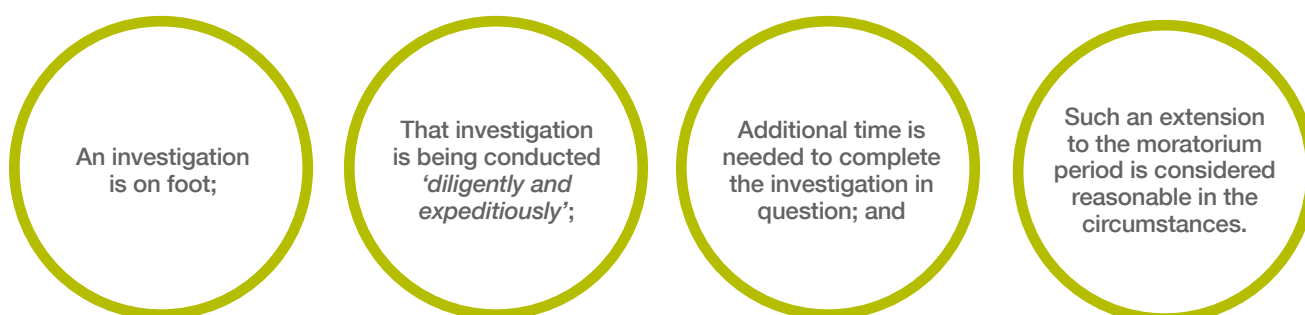 An investigation
is on foot;
That investigation
is being conducted
‘diligently and
expeditiously’;
Additional time is
needed to complete
the investigation in
question; and
Such an extension
to the moratorium
period is considered
reasonable in the
circumstances.